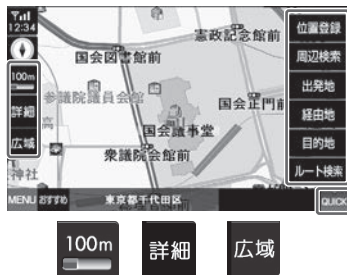 12:34
憲政記念館前
国会図書館前
100m
参議院議員会館
詳細
国会正門前
国会議事堂
広域
衆議院会館前
神社
MENU おすすめ 東京都千代田区 QUICK
位置登録
周辺検索
出発地
経由地
目的地
ルート検索
100m 詳細 広域